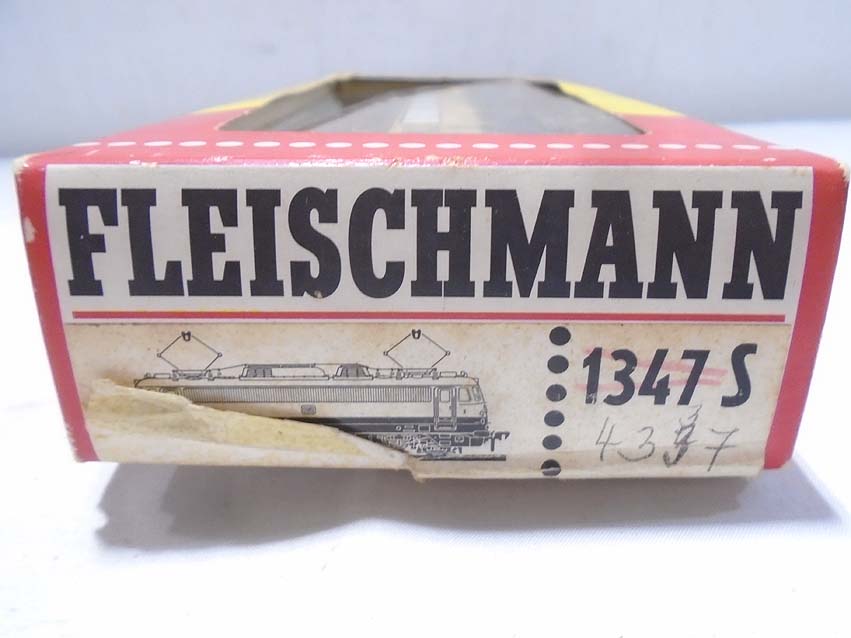 FLEISCHMANN
1347 S
4337